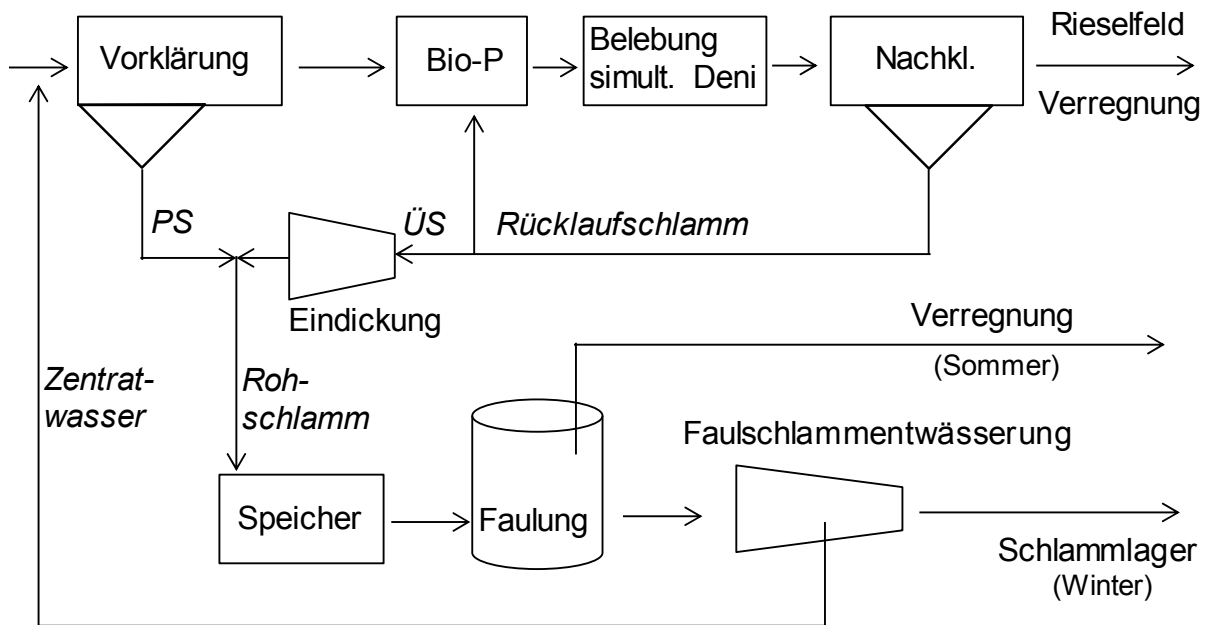 Vorklärung
Bio-P
Belebung
simult. Deni
Nachkl.
Rieselfeld
Verregnung
PS
ÜS
Rücklaufschlamm
Eindickung
Verregnung
(Sommer)
Zentrat-
wasser
Roh-
schlamm
Faulschlammentwässerung
Speicher
Faulung
Schlammlager
(Winter)